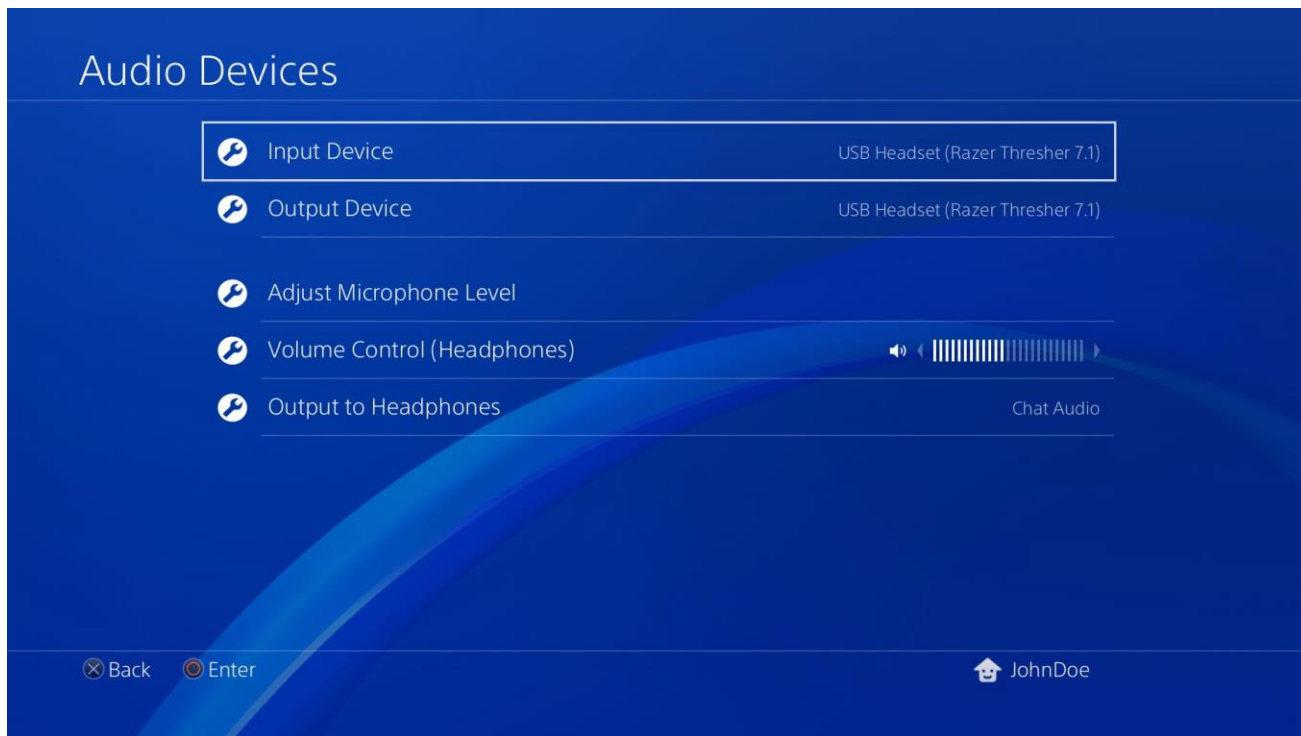 Audio Devices
Input Device USB Headset (Razer Thresher 7.1)
Output Device USB Headset (Razer Thresher 7.1)
Adjust Microphone Level
Volume Control (Headphones)
Output to Headphones Chat Audio
Back Enter JohnDoe